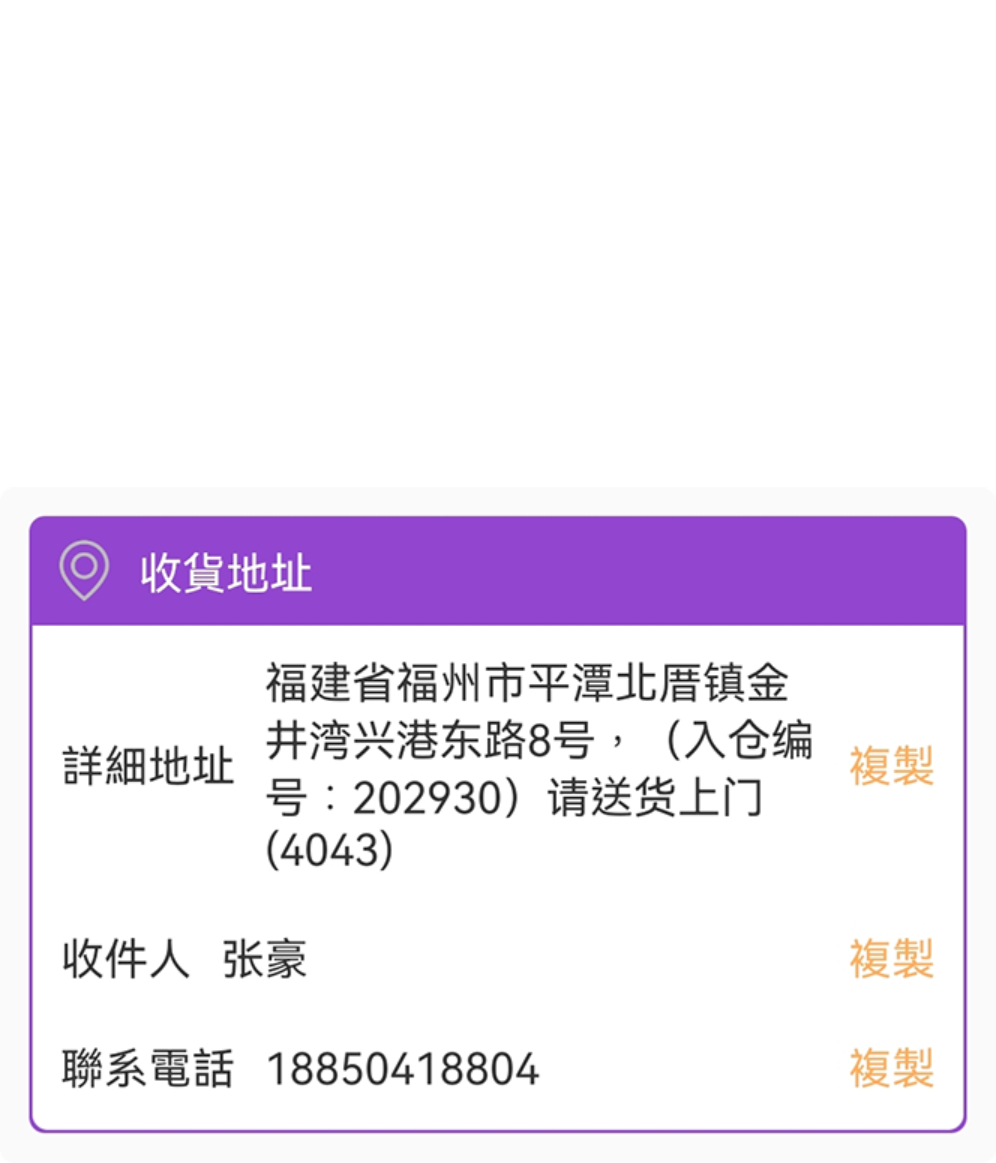 收貨地址
福建省福州市平潭北厝镇金
井湾兴港东路8号，（入仓编
詳細地址 複製
号：202930）请送货上门
(4043)
收件人 张豪 複製
聯系電話 18850418804 複製